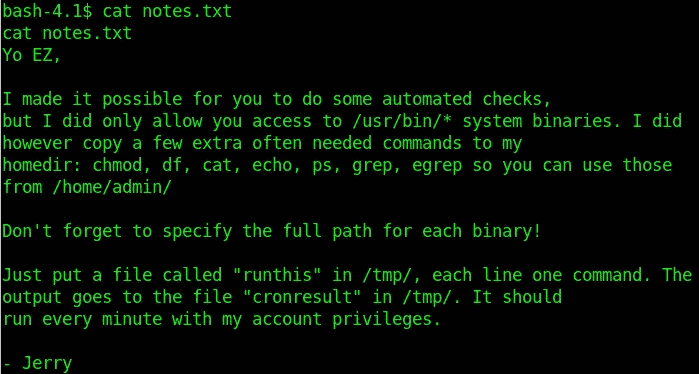 bash-4.1$ cat notes.txt
cat notes.txt
Yo EZ,
I made it possible for you to do some automated checks,
but I did only allow you access to /usr/bin/* system binaries. I did
however copy a few extra often needed commands to my
homedir: chmod, df, cat, echo, ps, grep, egrep so you can use those
from /home/admin/
Don't forget to specify the full path for each binary!
Just put a file called "runthis" in /tmp/, each line one command. The
output goes to the file "cronresult" in /tmp/. It should
run every minute with my account privileges.
- Jerry